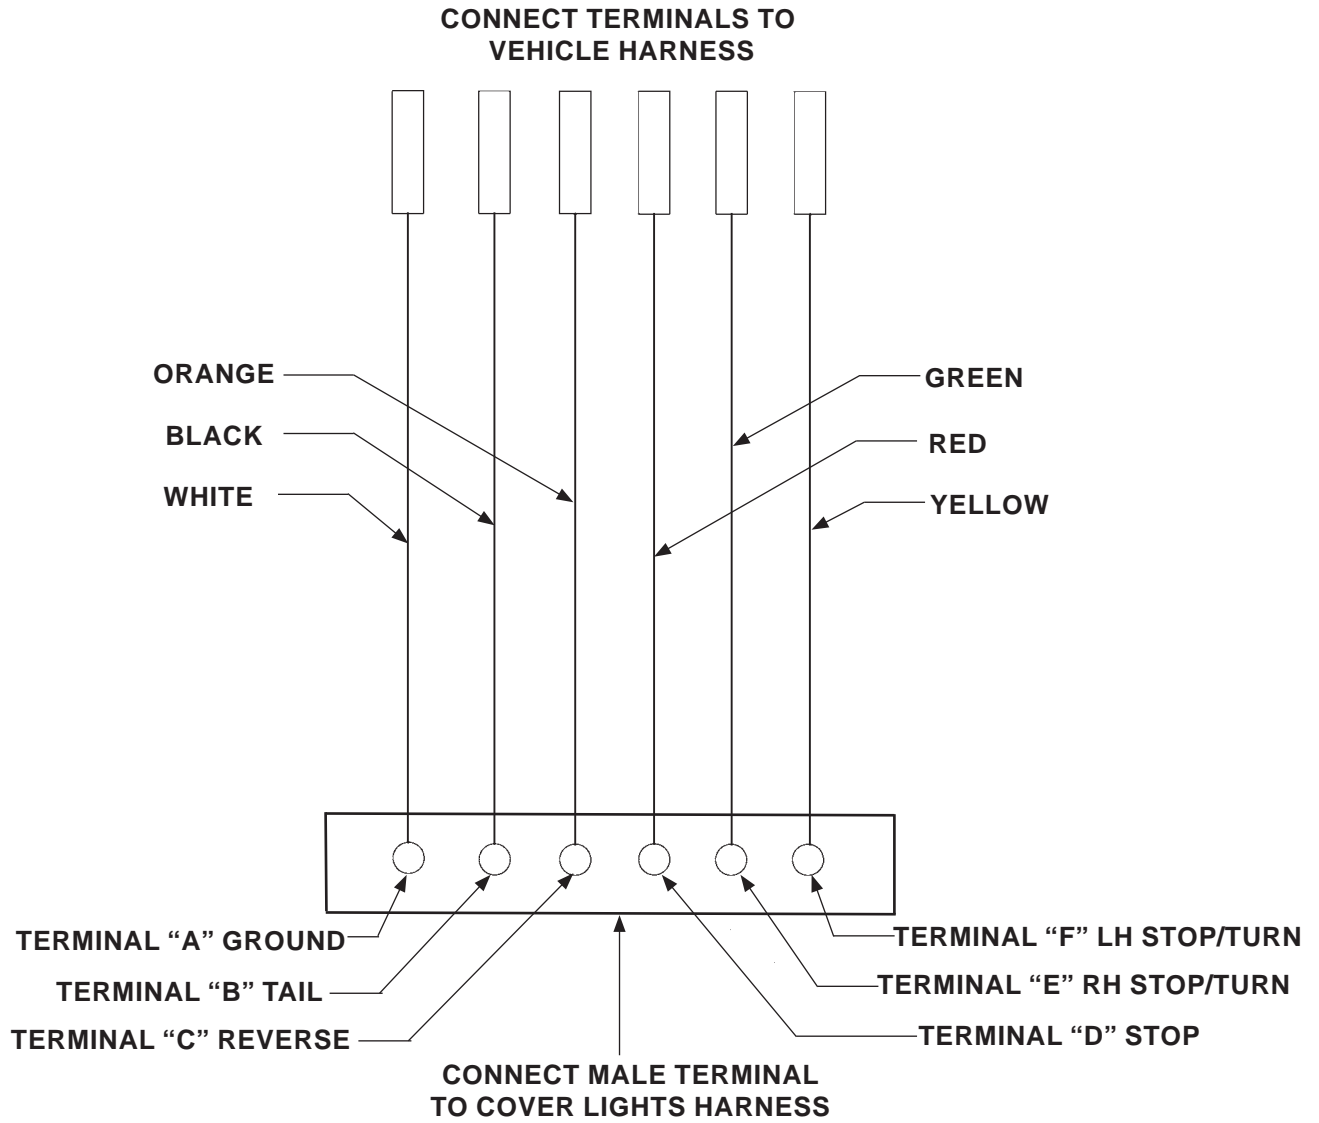 CONNECT TERMINALS TO
VEHICLE HARNESS
ORANGE
BLACK
WHITE
GREEN
RED
YELLOW
TERMINAL “A” GROUND
TERMINAL “B” TAIL
TERMINAL “C” REVERSE
TERMINAL “F” LH STOP/TURN
TERMINAL “E” RH STOP/TURN
TERMINAL “D” STOP
CONNECT MALE TERMINAL
TO COVER LIGHTS HARNESS